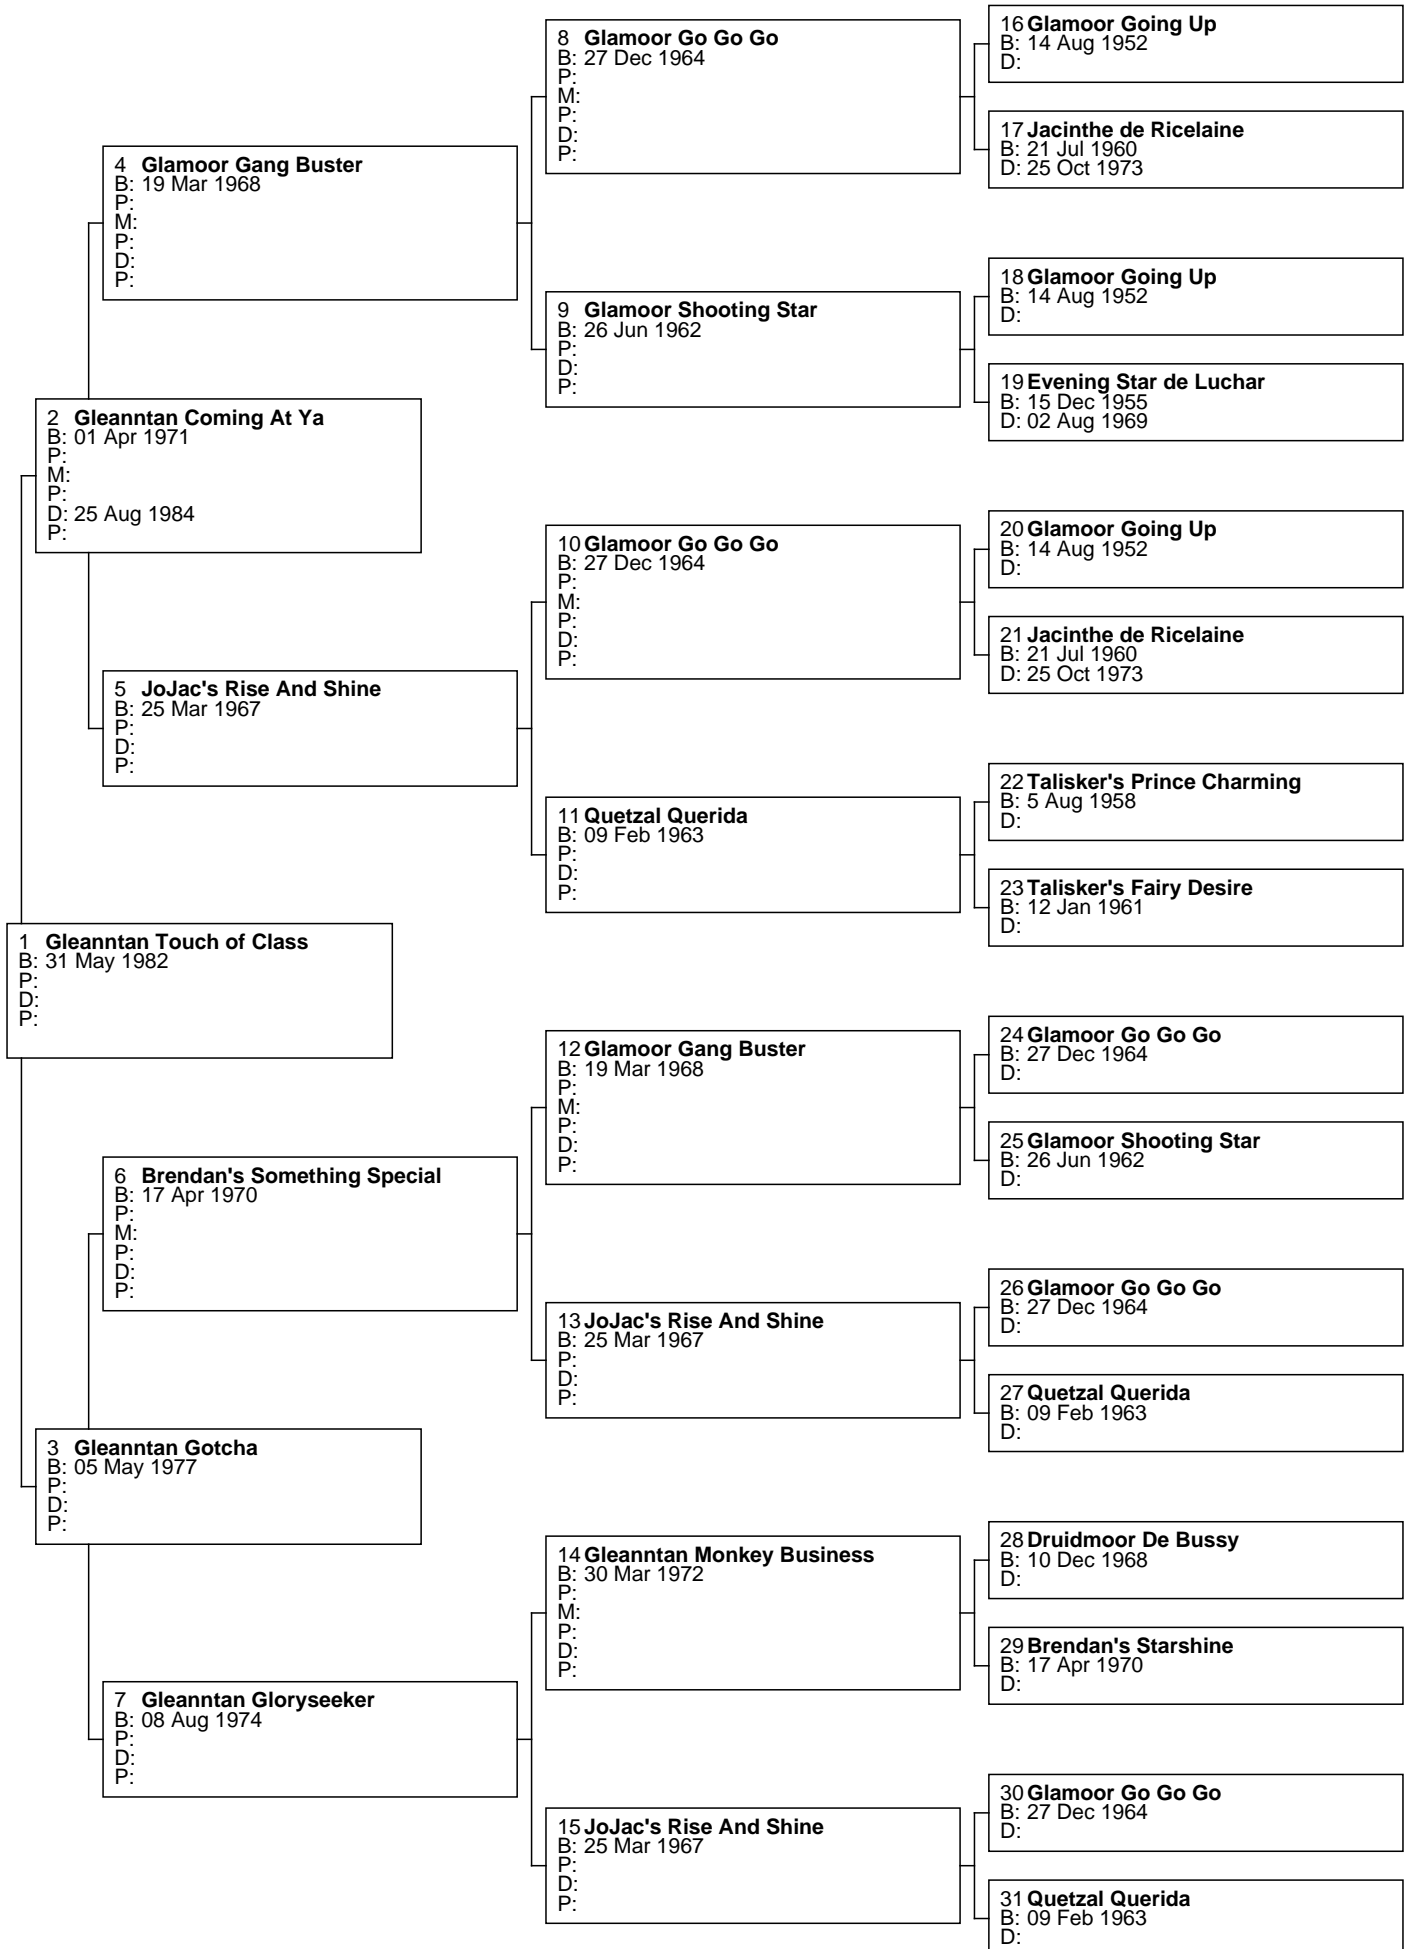 16 Glamoor Going Up
B: 14 Aug 1952
D:
8 Glamoor Go Go Go
B: 27 Dec 1964
P:
M:
P:
D:
P:
17 Jacinthe de Ricelaine
B: 21 Jul 1960
D: 25 Oct 1973
4 Glamoor Gang Buster
B: 19 Mar 1968
P:
M:
P:
D:
P:
18 Glamoor Going Up
B: 14 Aug 1952
D:
9 Glamoor Shooting Star
B: 26 Jun 1962
P:
D:
P:
19 Evening Star de Luchar
B: 15 Dec 1955
D: 02 Aug 1969
2 Gleanntan Coming At Ya
B: 01 Apr 1971
P:
M:
P:
D: 25 Aug 1984
P:
20 Glamoor Going Up
B: 14 Aug 1952
D:
10 Glamoor Go Go Go
B: 27 Dec 1964
P:
M:
P:
D:
P:
21 Jacinthe de Ricelaine
B: 21 Jul 1960
D: 25 Oct 1973
5 JoJac's Rise And Shine
B: 25 Mar 1967
P:
D:
P:
22 Talisker's Prince Charming
B: 5 Aug 1958
D:
11 Quetzal Querida
B: 09 Feb 1963
P:
D:
P:
23 Talisker's Fairy Desire
B: 12 Jan 1961
D:
1 Gleanntan Touch of Class
B: 31 May 1982
P:
D:
P:
24 Glamoor Go Go Go
B: 27 Dec 1964
D:
12 Glamoor Gang Buster
B: 19 Mar 1968
P:
M:
P:
D:
P:
25 Glamoor Shooting Star
B: 26 Jun 1962
D:
6 Brendan's Something Special
B: 17 Apr 1970
P:
M:
P:
D:
P:
26 Glamoor Go Go Go
B: 27 Dec 1964
D:
13 JoJac's Rise And Shine
B: 25 Mar 1967
P:
D:
P:
27 Quetzal Querida
B: 09 Feb 1963
D:
3 Gleanntan Gotcha
B: 05 May 1977
P:
D:
P:
28 Druidmoor De Bussy
B: 10 Dec 1968
D:
14 Gleanntan Monkey Business
B: 30 Mar 1972
P:
M:
P:
D:
P:
29 Brendan's Starshine
B: 17 Apr 1970
D:
7 Gleanntan Gloryseeker
B: 08 Aug 1974
P:
D:
P:
30 Glamoor Go Go Go
B: 27 Dec 1964
D:
15 JoJac's Rise And Shine
B: 25 Mar 1967
P:
D:
P:
31 Quetzal Querida
B: 09 Feb 1963
D: